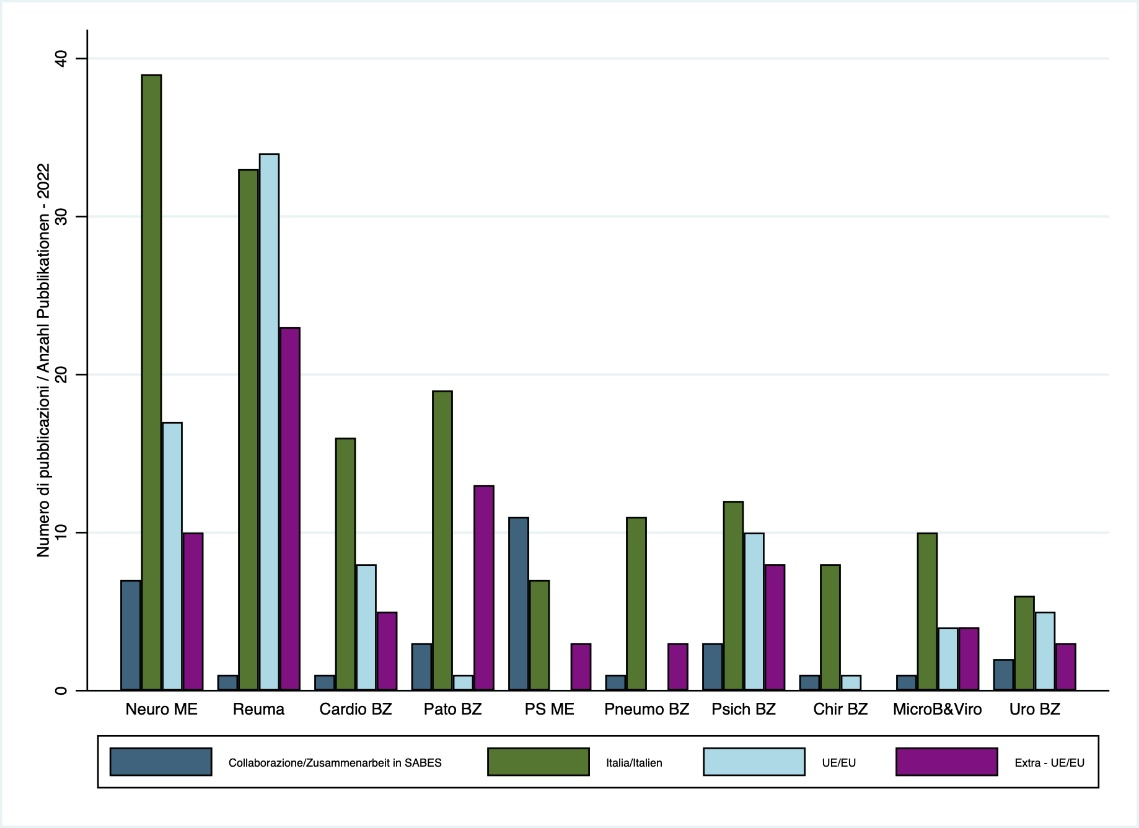 Numero di pubblicazioni / Anzahl Pubblikationen - 2022
40
30
20
10
0
Neuro ME Reuma Cardio BZ Pato BZ PS ME Pneumo BZ Psich BZ Chir BZ MicroB&Viro Uro BZ
Collaborazione/Zusammenarbeit in SABES Italia/Italien UE/EU Extra - UE/EU